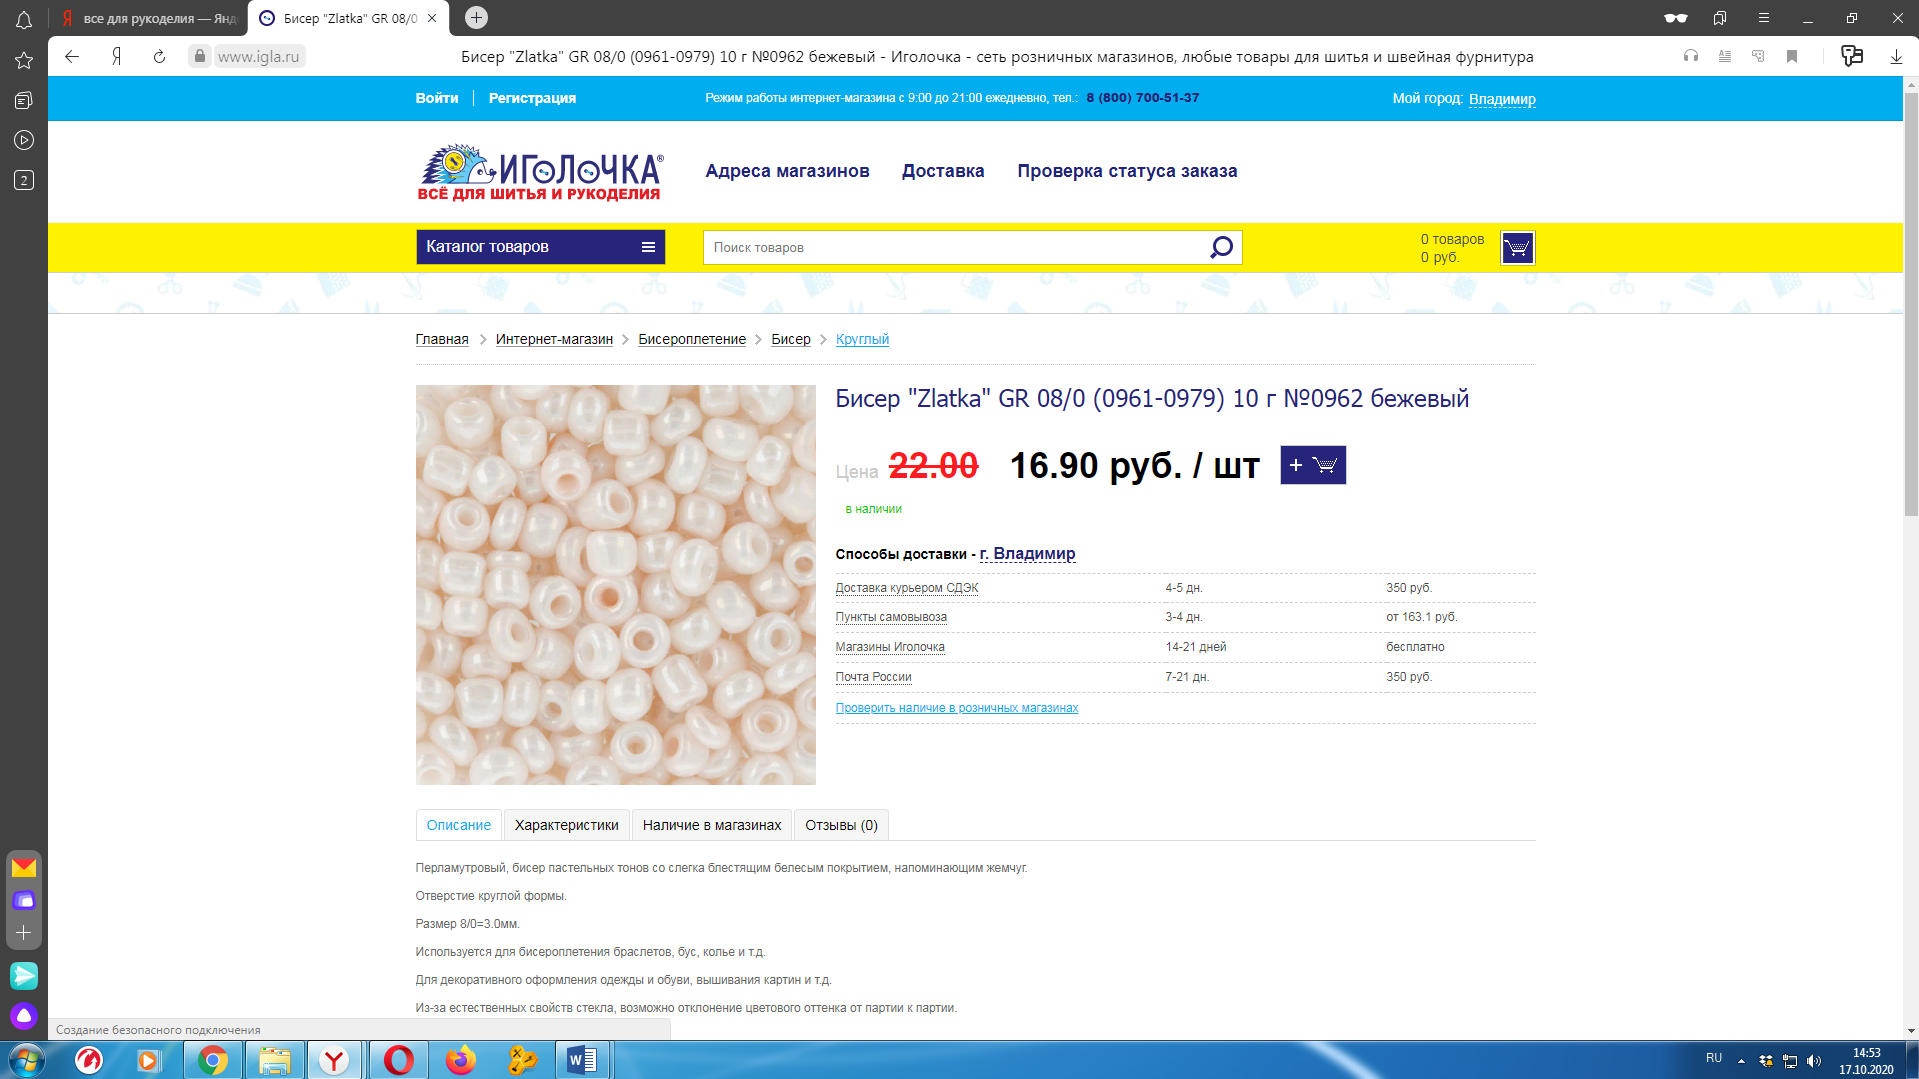 все для рукоделия — Янд
Бисер "Zlatka" GR 08/0
www.igla.ru
Бисер "Zlatka" GR 08/0 (0961-0979) 10 г №0962 бежевый - Иголочка - сеть розничных магазинов, любые товары для шитья и швейная фурнитура
2
Войти
Регистрация
Режим работы интернет-магазина с 9:00 до 21:00 ежедневно, тел.: 8 (800) 700-51-37
Мой город: Владимир
ИГОЛОЧКА®
ВСЁ ДЛЯ ШИТЬЯ И РУКОДЕЛИЯ
Адреса магазинов
Доставка
Проверка статуса заказа
Каталог товаров
Поиск товаров
0 товаров
0 руб.
Главная
Интернет-магазин
Бисероплетение
Бисер
Круглый
Бисер "Zlatka" GR 08/0 (0961-0979) 10 г №0962 бежевый
Цена 22.00 16.90 руб. / шт
+
в наличии
Способы доставки - г. Владимир
Доставка курьером СДЭК 4-5 дн. 350 руб.
Пункты самовывоза 3-4 дн. от 163.1 руб.
Магазины Иголочка 14-21 дней бесплатно
Почта России 7-21 дн. 350 руб.
Проверить наличие в розничных магазинах
Описание
Характеристики
Наличие в магазинах
Отзывы (0)
Перламутровый, бисер пастельных тонов со слегка блестящим белесым покрытием, напоминающим жемчуг.
Отверстие круглой формы.
Размер 8/0=3.0мм.
Используется для бисероплетения браслетов, бус, колье и т.д.
Для декоративного оформления одежды и обуви, вышивания картин и т.д.
Из-за естественных свойств стекла, возможно отклонение цветового оттенка от партии к партии.
Создание безопасного подключения
RU
14:53
17.10.2020